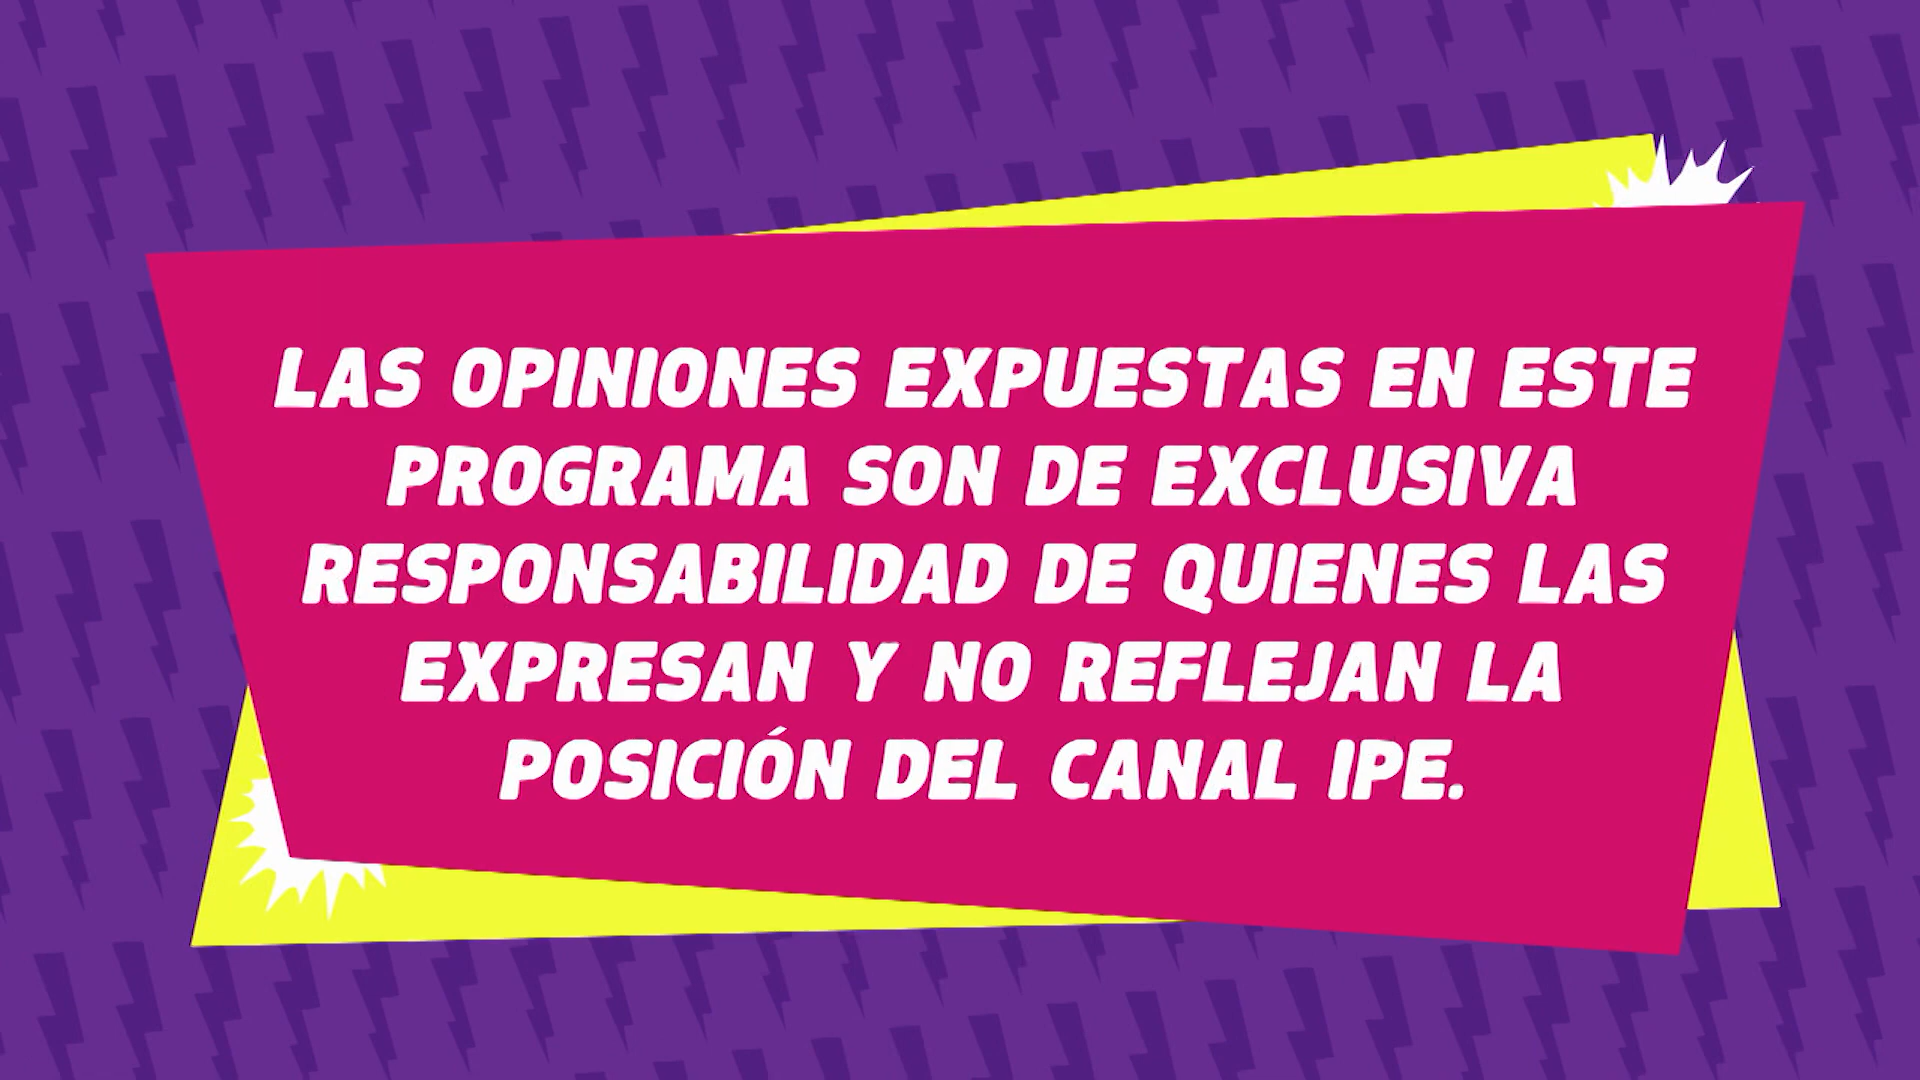 LAS OPINIONES EXPUESTAS EN ESTE
PROGRAMA SON DE EXCLUSIVA
RESPONSABILIDAD DE QUIENES LAS
EXPRESAN Y NO REFLEJAN LA
POSICIÓN DEL CANAL IPE.